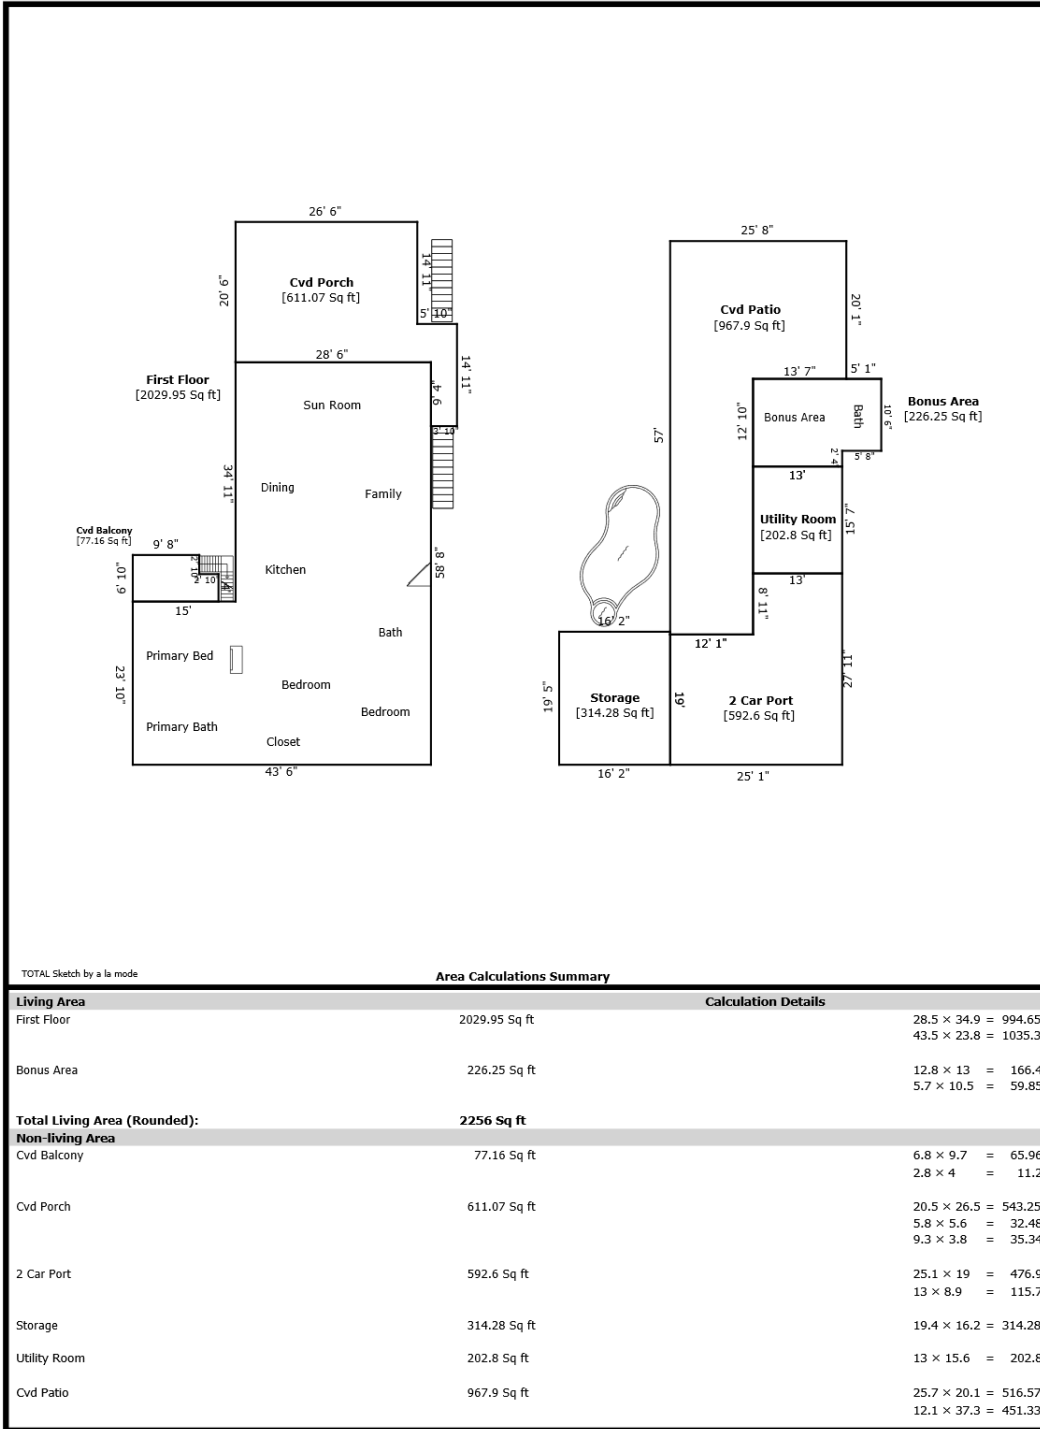 26' 6"
25' 8"
Cvd Porch
[611.07 Sq ft]
20' 6"
14' 11"
5' 10"
Cvd Patio
[967.9 Sq ft]
20' 1"
28' 6"
14' 11"
9' 4"
3' 10"
First Floor
[2029.95 Sq ft]
Sun Room
13' 7"
5' 1"
Bonus Area
[226.25 Sq ft]
12' 10"
Bonus Area
Bath
10' 6"
57'
2' 4"
5' 8"
13'
34' 11"
Dining
Family
Utility Room
[202.8 Sq ft]
15' 7"
Cvd Balcony
[77.16 Sq ft]
9' 8"
2' 10"
2' 10"
4'
6' 10"
15'
Kitchen
58' 8"
13'
8' 11"
16' 2"
12' 1"
Bath
Primary Bed
23' 10"
Bedroom
Bedroom
Primary Bath
Closet
43' 6"
19' 5"
Storage
[314.28 Sq ft]
19'
2 Car Port
[592.6 Sq ft]
27' 11"
16' 2"
25' 1"
TOTAL Sketch by a la mode
Area Calculations Summary
Living Area Calculation Details
First Floor 2029.95 Sq ft 28.5 × 34.9 = 994.65
43.5 × 23.8 = 1035.3
Bonus Area 226.25 Sq ft 12.8 × 13 = 166.4
5.7 × 10.5 = 59.85
Total Living Area (Rounded): 2256 Sq ft
Non-living Area
Cvd Balcony 77.16 Sq ft 6.8 × 9.7 = 65.96
2.8 × 4 = 11.2
Cvd Porch 611.07 Sq ft 20.5 × 26.5 = 543.25
5.8 × 5.6 = 32.48
9.3 × 3.8 = 35.34
2 Car Port 592.6 Sq ft 25.1 × 19 = 476.9
13 × 8.9 = 115.7
Storage 314.28 Sq ft 19.4 × 16.2 = 314.28
Utility Room 202.8 Sq ft 13 × 15.6 = 202.8
Cvd Patio 967.9 Sq ft 25.7 × 20.1 = 516.57
12.1 × 37.3 = 451.33